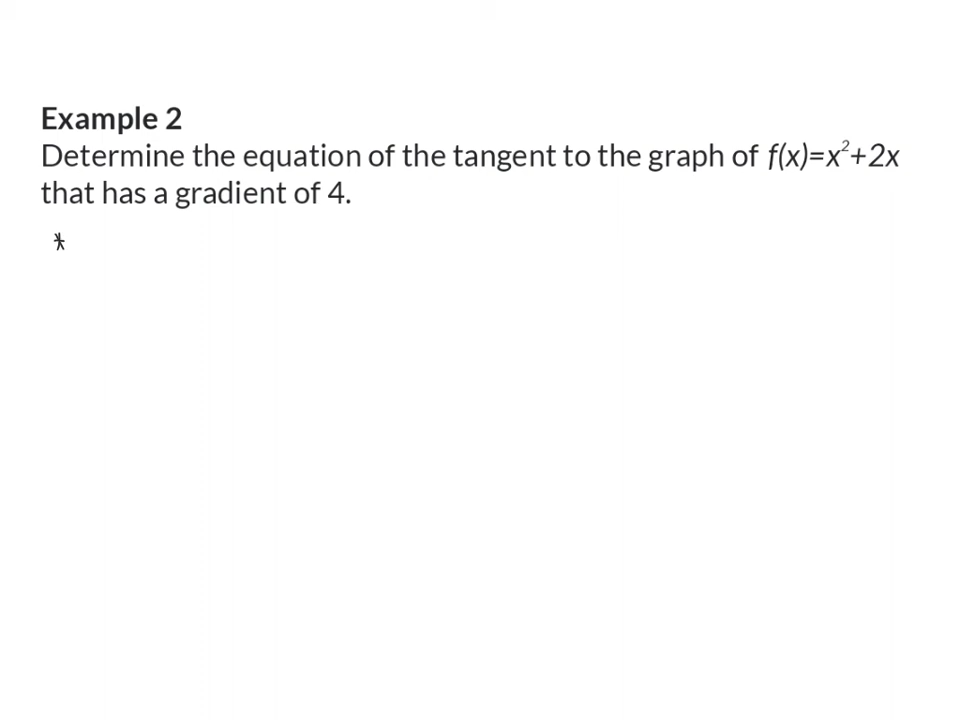 Example 2
Determine the equation of the tangent to the graph of f(x)=x²+2x
that has a gradient of 4.
*